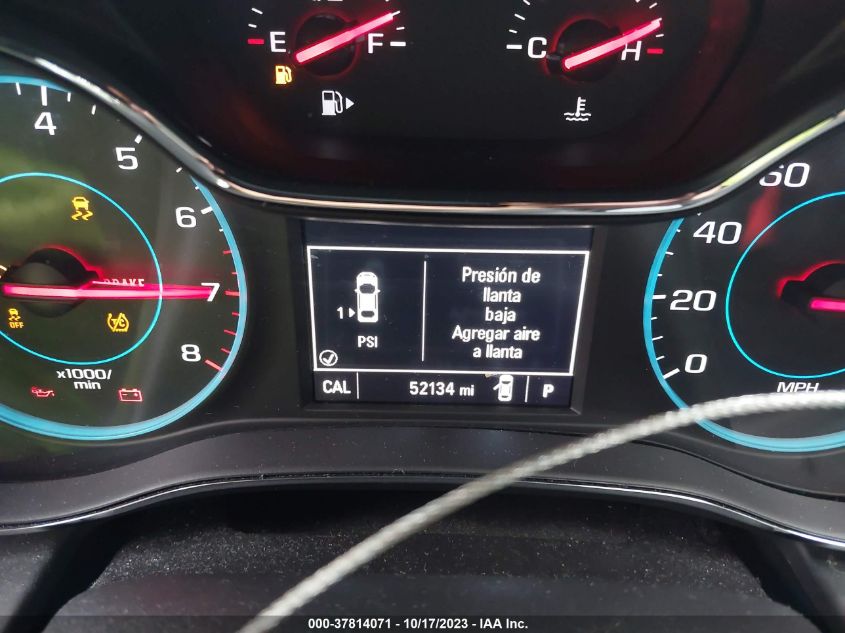 E F
C H
4
5
6
7
8
BRAKE
OFF
x1000/
min
1
PSI
Presión de
llanta
baja
Agregar aire
a llanta
CAL 52134 mi P
60
40
20
0
MPH
000-37814071 - 10/17/2023 - IAA Inc.